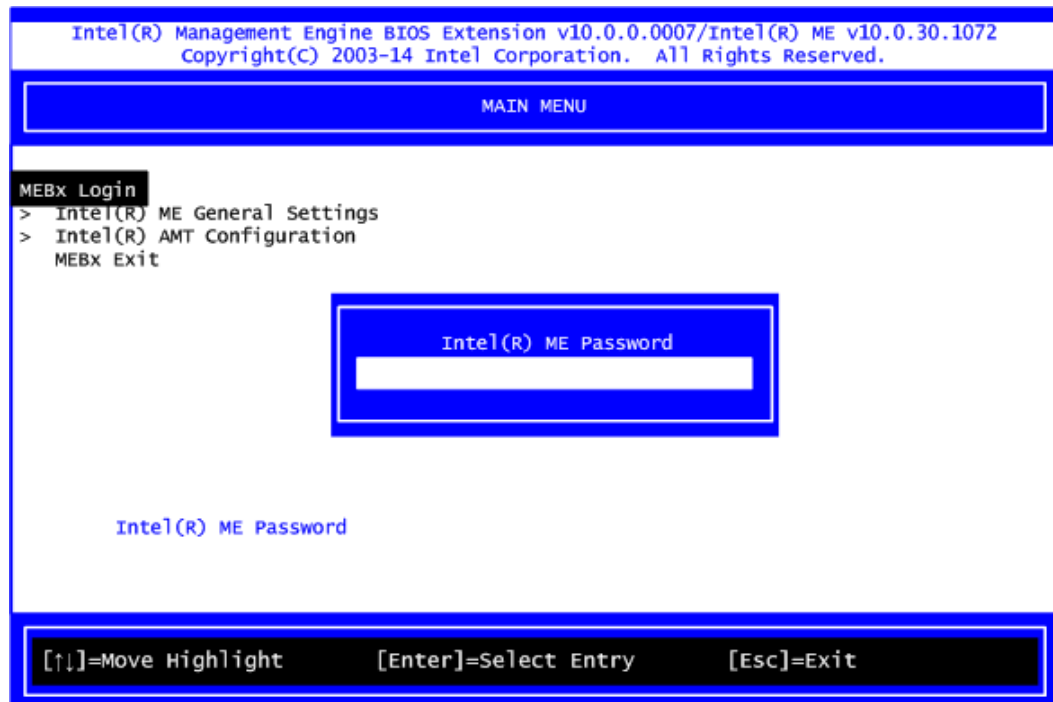 Intel(R) Management Engine BIOS Extension v10.0.0.0007/Intel(R) ME v10.0.30.1072
Copyright(C) 2003-14 Intel Corporation. All Rights Reserved.
MAIN MENU
MEBx Login
> Intel(R) ME General Settings
> Intel(R) AMT Configuration
MEBx Exit
Intel(R) ME Password
Intel(R) ME Password
[↑↓]=Move Highlight [Enter]=Select Entry [Esc]=Exit